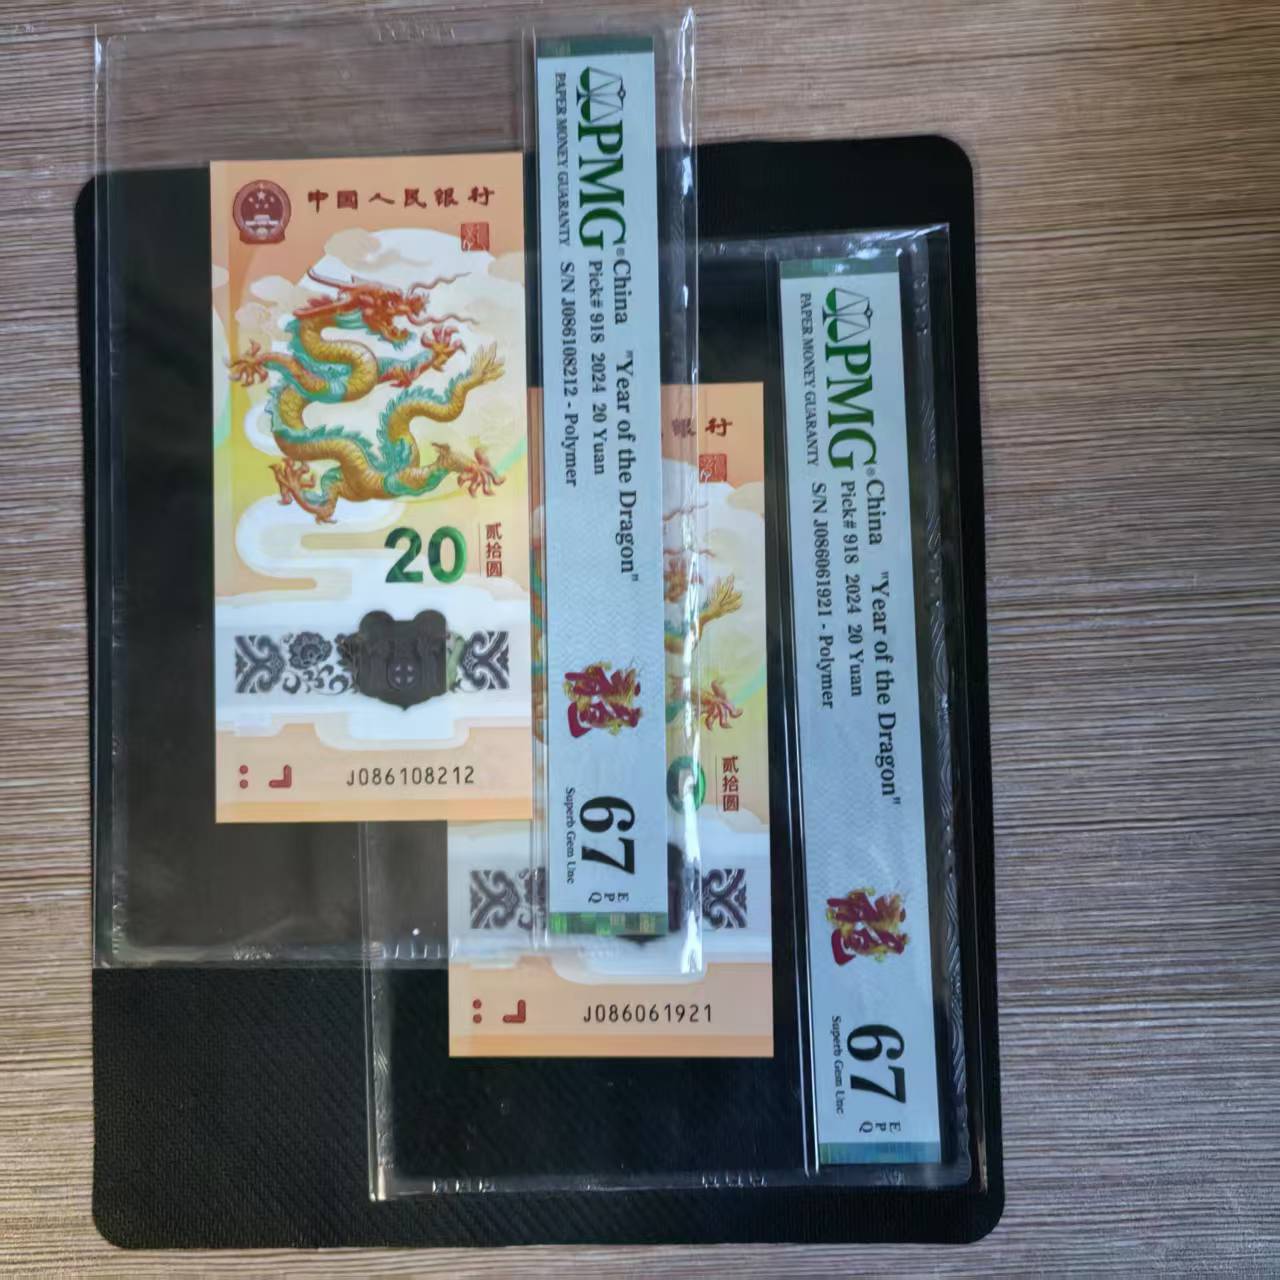 中国人民银行
20
贰拾圆
J086108212
PMG®
PAPER MONEY GUARANTY
China "Year of the Dragon"
Pick# 918 2024 20 Yuan
S/N J086108212 - Polymer
67
EPQ
Superb Gem Unc
行
贰拾圆
J086061921
PMG®
PAPER MONEY GUARANTY
China "Year of the Dragon"
Pick# 918 2024 20 Yuan
S/N J086061921 - Polymer
67
EPQ
Superb Gem Unc